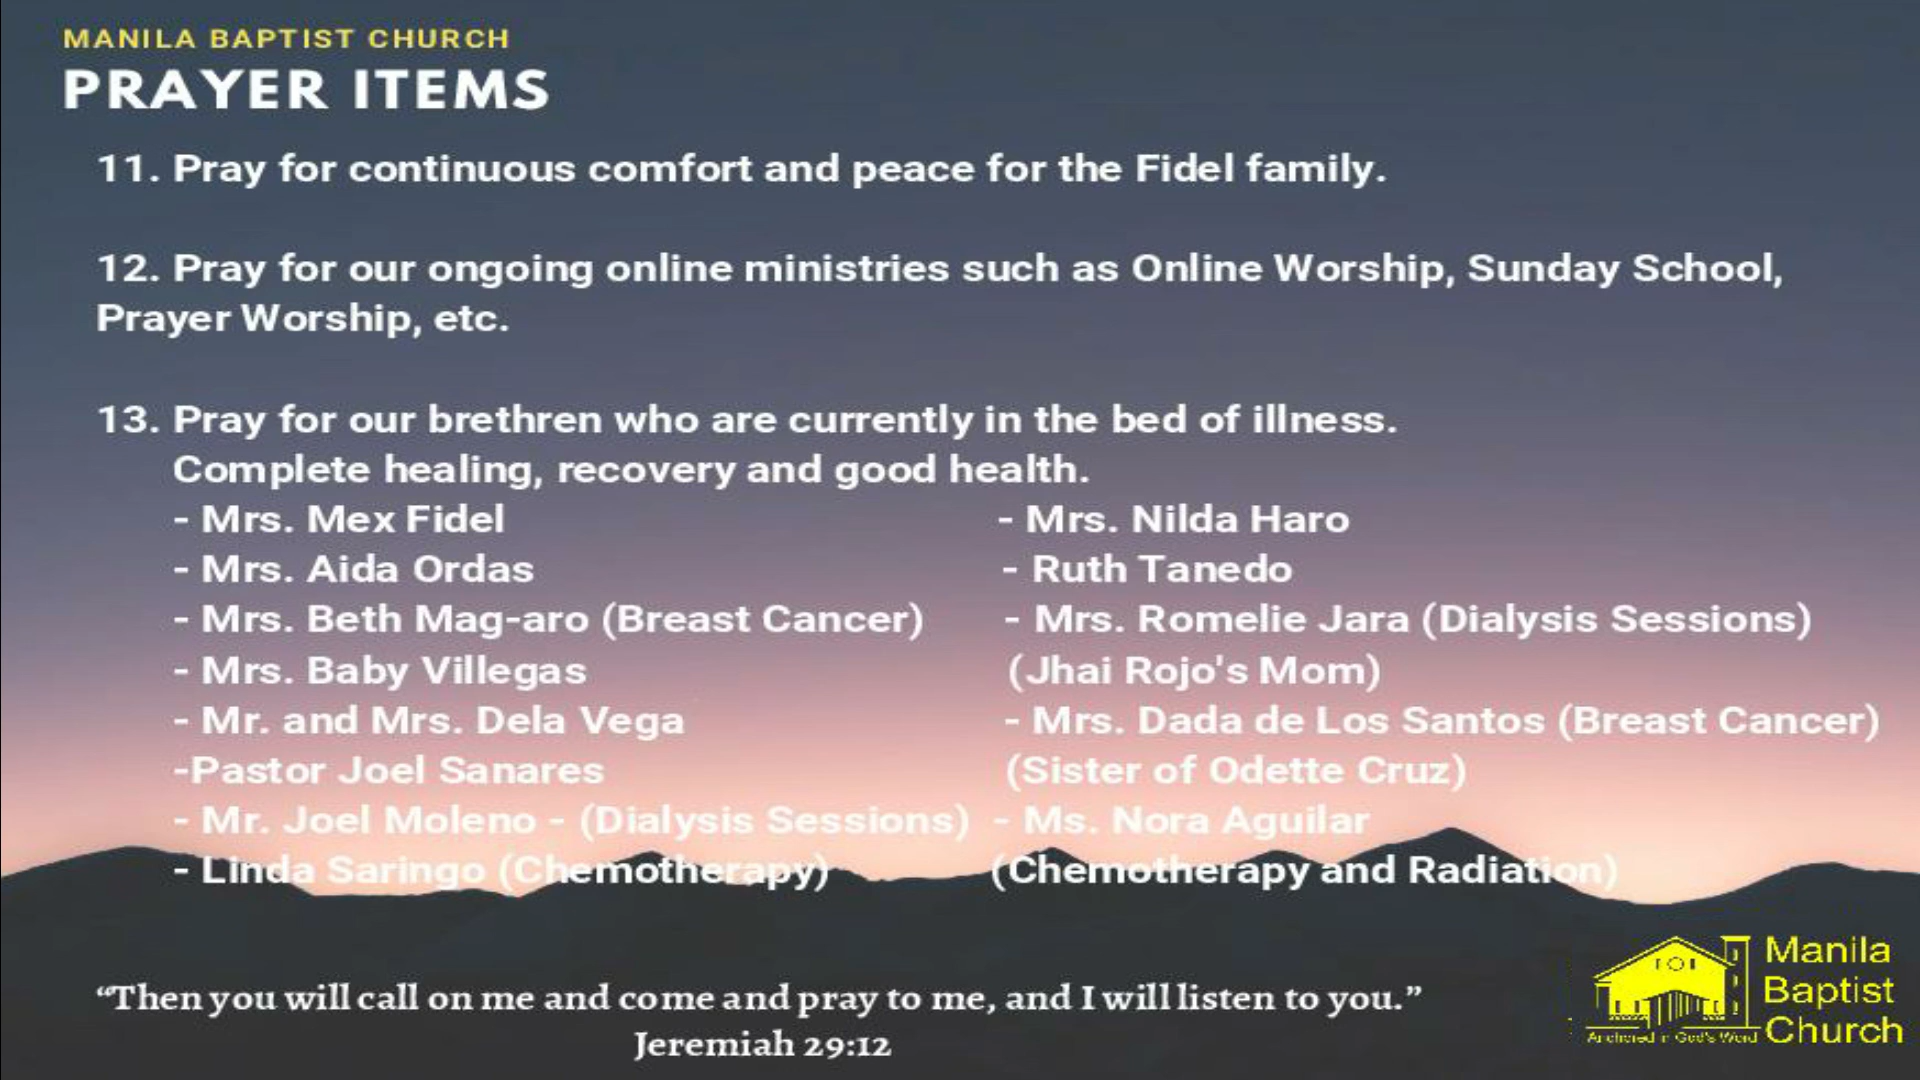 MANILA BAPTIST CHURCH
PRAYER ITEMS
11. Pray for continuous comfort and peace for the Fidel family.
12. Pray for our ongoing online ministries such as Online Worship, Sunday School,
Prayer Worship, etc.
13. Pray for our brethren who are currently in the bed of illness.
Complete healing, recovery and good health.
- Mrs. Mex Fidel
- Mrs. Aida Ordas
- Mrs. Beth Mag-aro (Breast Cancer)
- Mrs. Baby Villegas
- Mr. and Mrs. Dela Vega
-Pastor Joel Sanares
- Mr. Joel Moleno - (Dialysis Sessions)
- Linda Saringo (Chemotherapy)
- Mrs. Nilda Haro
- Ruth Tanedo
- Mrs. Romelie Jara (Dialysis Sessions)
(Jhai Rojo's Mom)
- Mrs. Dada de Los Santos (Breast Cancer)
(Sister of Odette Cruz)
- Ms. Nora Aguilar
(Chemotherapy and Radiation)
“Then you will call on me and come and pray to me, and I will listen to you.”
Jeremiah 29:12
Manila
Baptist
Church
Anchored in God's Word